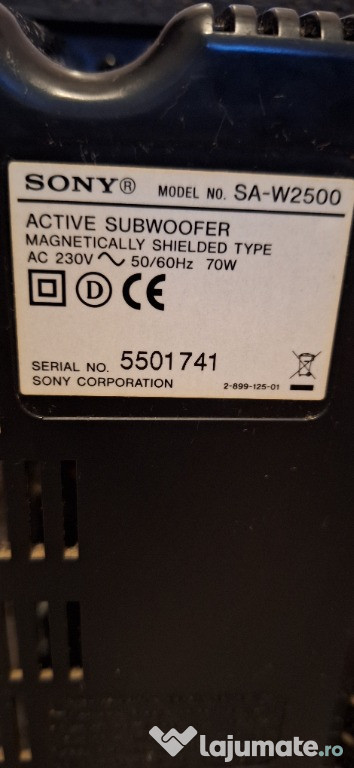 SONY® MODEL NO. SA-W2500
ACTIVE SUBWOOFER
MAGNETICALLY SHIELDED TYPE
AC 230V ~ 50/60Hz 70W
D CE
SERIAL NO. 5501741
SONY CORPORATION 2-899-125-01
lajumate.ro